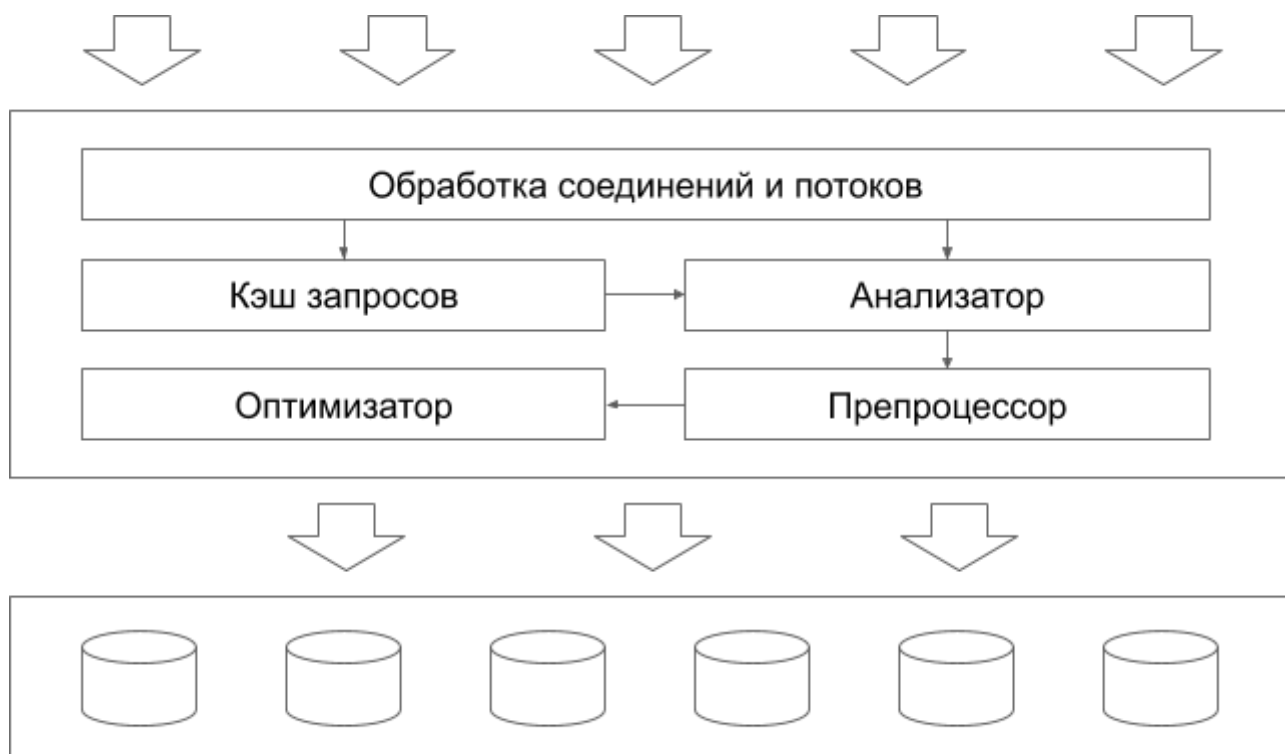 Обработка соединений и потоков
Кэш запросов
Анализатор
Оптимизатор
Препроцессор